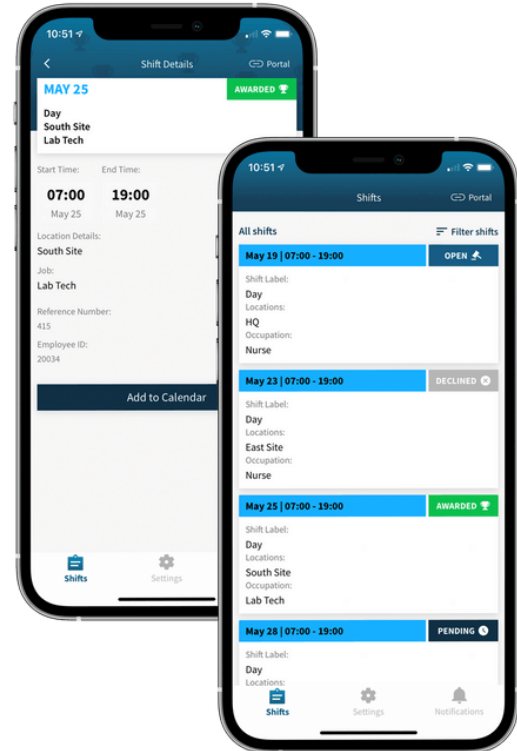 10:51
Shift Details
Portal
MAY 25
AWARDED
Day
South Site
Lab Tech
Start Time:
End Time:
07:00
19:00
May 25
May 25
Location Details:
South Site
Job:
Lab Tech
Reference Number:
415
Employee ID:
20034
Add to Calendar
Shifts
Settings
10:51
Shifts
Portal
All shifts
Filter shifts
May 19 | 07:00 - 19:00
OPEN
Shift Label:
Day
Locations:
HQ
Occupation:
Nurse
May 23 | 07:00 - 19:00
DECLINED
Shift Label:
Day
Locations:
East Site
Occupation:
Nurse
May 25 | 07:00 - 19:00
AWARDED
Shift Label:
Day
Locations:
South Site
Occupation:
Lab Tech
May 28 | 07:00 - 19:00
PENDING
Shift Label:
Day
Locations:
Shifts
Settings
Notifications